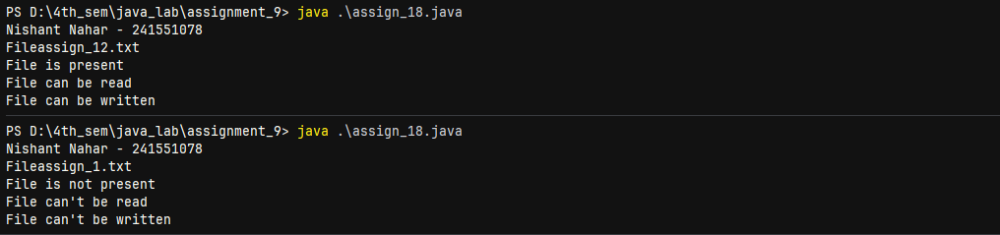 PS D:\4th_sem\java_lab\assignment_9> java .\assign_18.java
Nishant Nahar - 241551078
Fileassign_12.txt
File is present
File can be read
File can be written
PS D:\4th_sem\java_lab\assignment_9> java .\assign_18.java
Nishant Nahar - 241551078
Fileassign_1.txt
File is not present
File can't be read
File can't be written